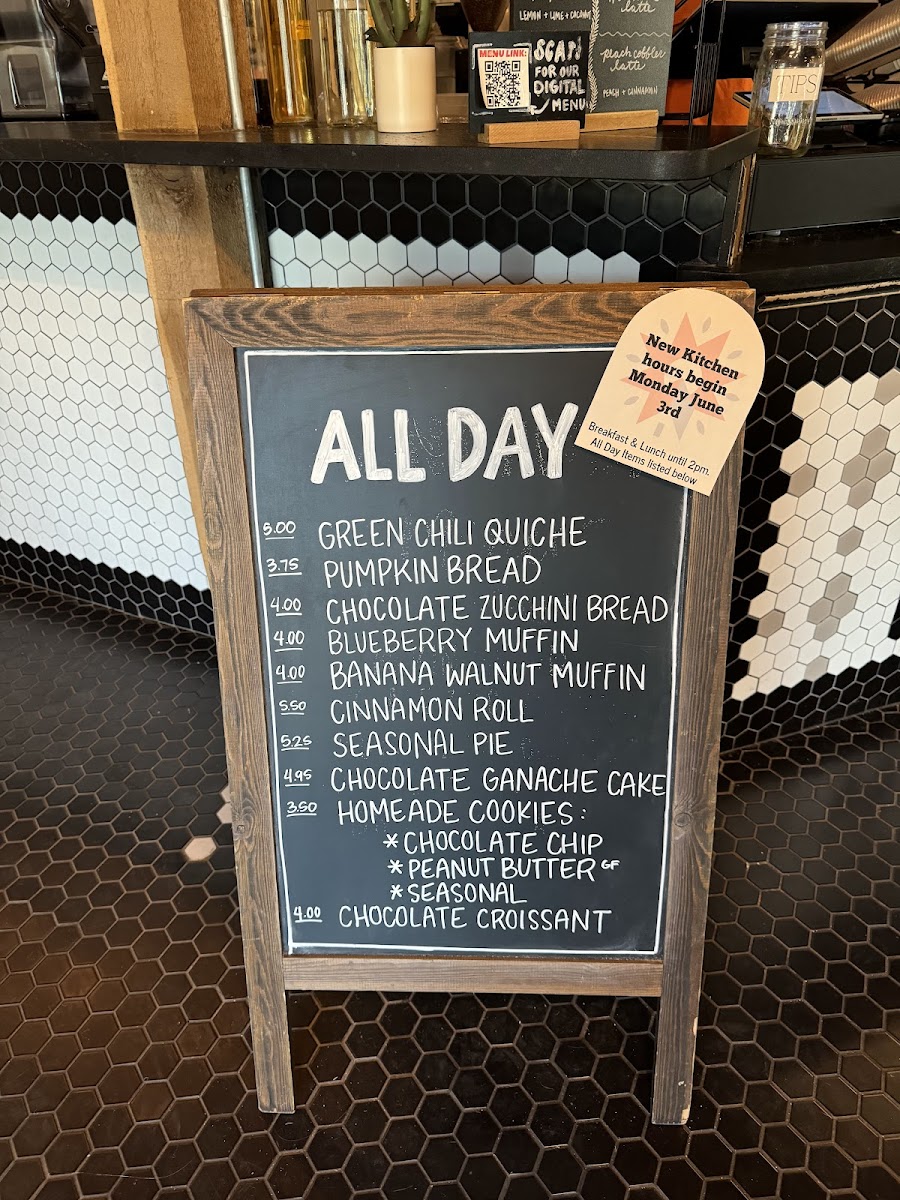 LEMON + LIME + COCONUT
latte
peach cobbler
latte
PEACH + CINNAMON
MENU LINK:
SCAN
FOR OUR
DIGITAL
MENU
TIPS
New Kitchen
hours begin
Monday June
3rd
Breakfast & Lunch until 2pm.
All Day Items listed below
ALL DAY
5.00 GREEN CHILI QUICHE
3.75 PUMPKIN BREAD
4.00 CHOCOLATE ZUCCHINI BREAD
4.00 BLUEBERRY MUFFIN
4.00 BANANA WALNUT MUFFIN
5.50 CINNAMON ROLL
5.25 SEASONAL PIE
4.95 CHOCOLATE GANACHE CAKE
3.50 HOMEADE COOKIES:
* CHOCOLATE CHIP
* PEANUT BUTTER GF
* SEASONAL
4.00 CHOCOLATE CROISSANT